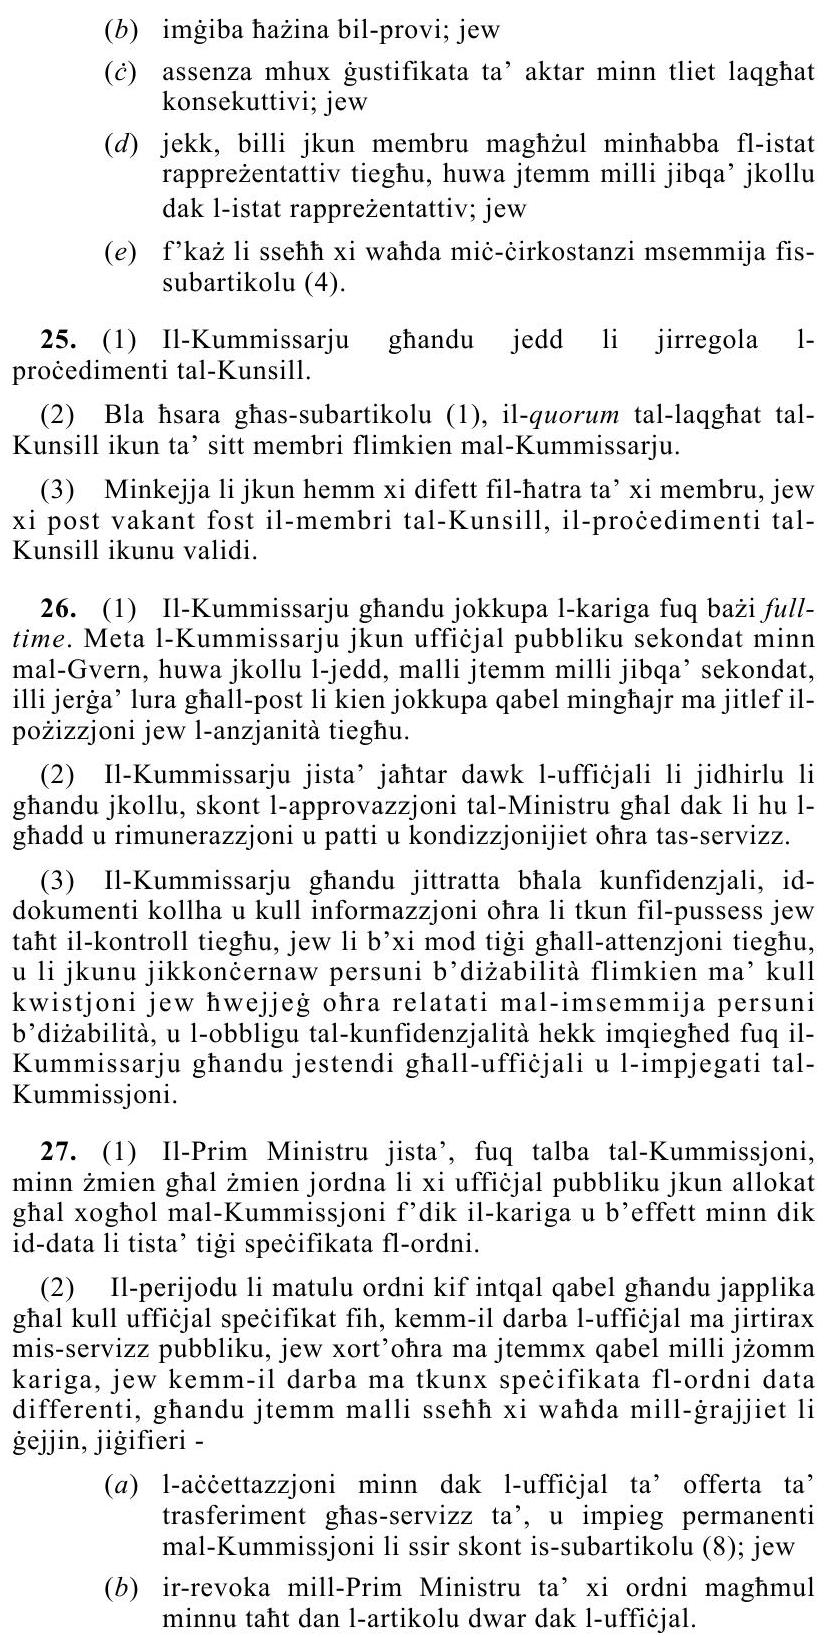 (b) imġiba ħażina bil-provi; jew
(ċ) assenza mhux ġustifikata ta’ aktar minn tliet laqgħat
konsekuttivi; jew
(d) jekk, billi jkun membru magħżul minħabba fl-istat
rappreżentattiv tiegħu, huwa jtemm milli jibqa’ jkollu
dak l-istat rappreżentattiv; jew
(e) f’każ li sseħħ xi waħda miċ-ċirkostanzi msemmija fis-
subartikolu (4).
25. (1) Il-Kummissarju għandu jedd li jirregola l-
proċedimenti tal-Kunsill.
(2) Bla ħsara għas-subartikolu (1), il-quorum tal-laqgħat tal-
Kunsill ikun ta’ sitt membri flimkien mal-Kummissarju.
(3) Minkejja li jkun hemm xi difett fil-ħatra ta’ xi membru, jew
xi post vakant fost il-membri tal-Kunsill, il-proċedimenti tal-
Kunsill ikunu validi.
26. (1) Il-Kummissarju għandu jokkupa l-kariga fuq bażi full-
time. Meta l-Kummissarju jkun uffiċjal pubbliku sekondat minn
mal-Gvern, huwa jkollu l-jedd, malli jtemm milli jibqa’ sekondat,
illi jerġa’ lura għall-post li kien jokkupa qabel mingħajr ma jitlef il-
pożizzjoni jew l-anzjanità tiegħu.
(2) Il-Kummissarju jista’ jaħtar dawk l-uffiċjali li jidhirlu li
għandu jkollu, skont l-approvazzjoni tal-Ministru għal dak li hu l-
għadd u rimunerazzjoni u patti u kondizzjonijiet oħra tas-servizz.
(3) Il-Kummissarju għandu jittratta bħala kunfidenzjali, id-
dokumenti kollha u kull informazzjoni oħra li tkun fil-pussess jew
taħt il-kontroll tiegħu, jew li b’xi mod tiġi għall-attenzjoni tiegħu,
u li jkunu jikkonċernaw persuni b’diżabilità flimkien ma’ kull
kwistjoni jew ħwejjeġ oħra relatati mal-imsemmija persuni
b’diżabilità, u l-obbligu tal-kunfidenzjalità hekk imqiegħed fuq il-
Kummissarju għandu jestendi għall-uffiċjali u l-impjegati tal-
Kummissjoni.
27. (1) Il-Prim Ministru jista’, fuq talba tal-Kummissjoni,
minn żmien għal żmien jordna li xi uffiċjal pubbliku jkun allokat
għal xogħol mal-Kummissjoni f’dik il-kariga u b’effett minn dik
id-data li tista’ tiġi speċifikata fl-ordni.
(2) Il-perijodu li matulu ordni kif intqal qabel għandu japplika
għal kull uffiċjal speċifikat fih, kemm-il darba l-uffiċjal ma jirtirax
mis-servizz pubbliku, jew xort’oħra ma jtemmx qabel milli jżomm
kariga, jew kemm-il darba ma tkunx speċifikata fl-ordni data
differenti, għandu jtemm malli sseħħ xi waħda mill-ġrajjiet li
ġejjin, jiġifieri -
(a) l-aċċettazzjoni minn dak l-uffiċjal ta’ offerta ta’
trasferiment għas-servizz ta’, u impieg permanenti
mal-Kummissjoni li ssir skont is-subartikolu (8); jew
(b) ir-revoka mill-Prim Ministru ta’ xi ordni magħmul
minnu taħt dan l-artikolu dwar dak l-uffiċjal.